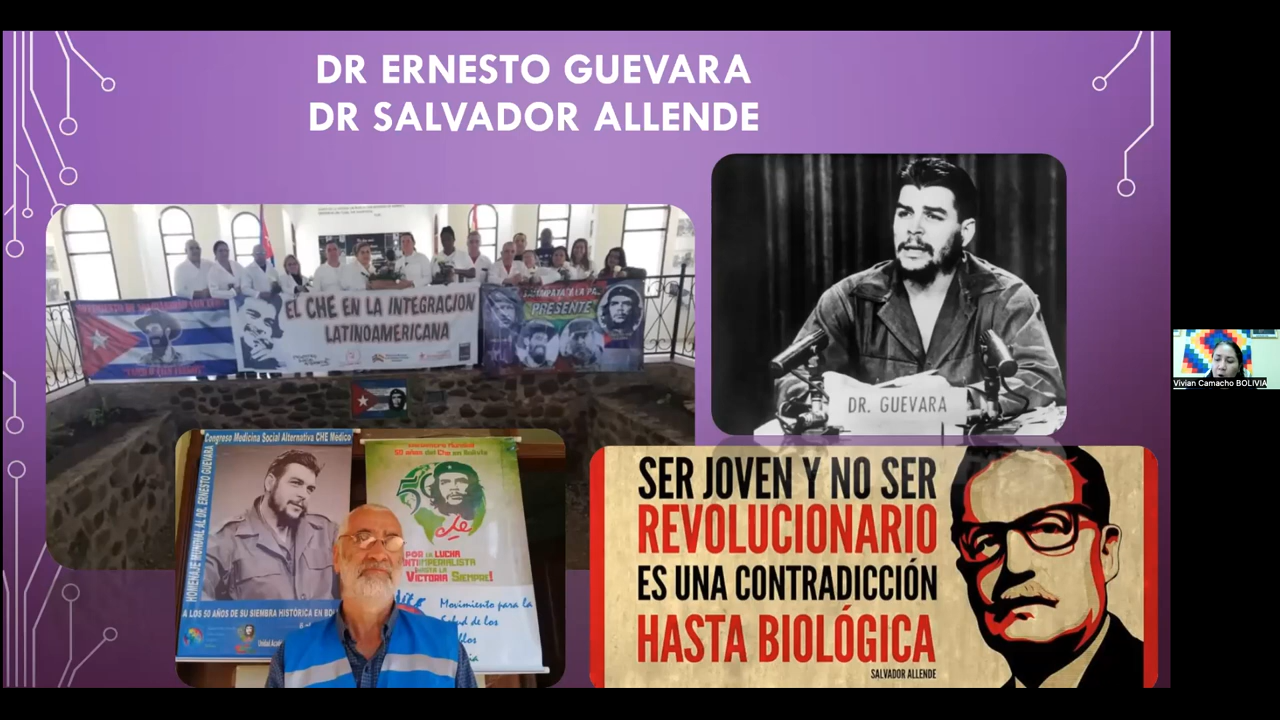 DR ERNESTO GUEVARA
DR SALVADOR ALLENDE
EL CHE EN LA INTEGRACION
LATINOAMERICANA
PRESENTE
DR. GUEVARA
Congreso Medicina Social Alternativa CHE Médico
HOMENAJE MUNDIAL AL DR. ERNESTO GUEVARA
A LOS 50 AÑOS DE SU SIEMBRA HISTÓRICA EN
50 años del Che en Bolivia
che
POR LA LUCHA
ANTIIMPERIALISTA
HASTA LA
VICTORIA SIEMPRE!
Movimiento para la
Salud de los
SER JOVEN Y NO SER
REVOLUCIONARIO
ES UNA CONTRADICCIÓN
HASTA BIOLÓGICA
SALVADOR ALLENDE
Vivian Camacho BOLIVIA